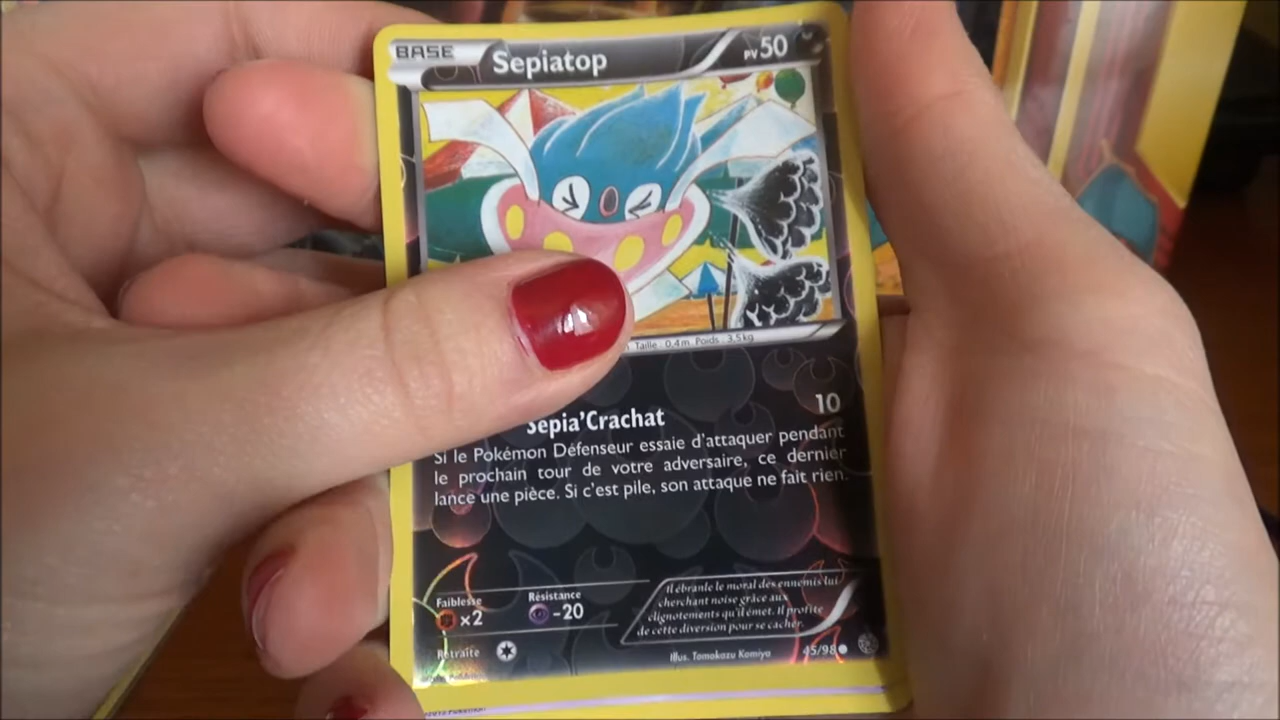 BASE Sepiatop PV50
Taille : 0,4 m. Poids : 3,5 kg
Sepia'Crachat 10
Si le Pokémon Défenseur essaie d'attaquer pendant
le prochain tour de votre adversaire, ce dernier
lance une pièce. Si c'est pile, son attaque ne fait rien.
Faiblesse
×2
Résistance
-20
Il ébranle le moral des ennemis lui
cherchant noise grâce aux
clignotements qu'il émet. Il profite
de cette diversion pour se cacher.
Retraite
Illus. Tomokazu Komiya
45/98